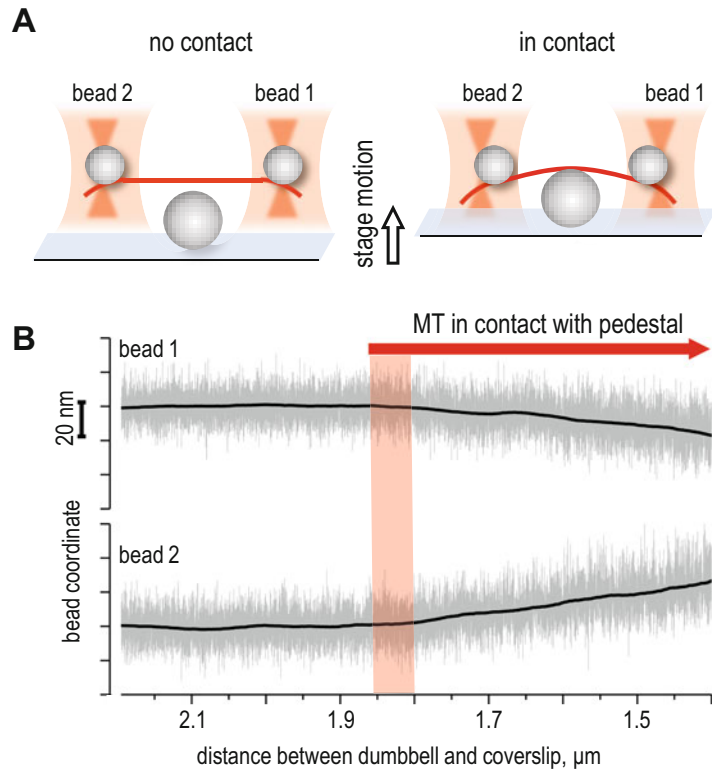 A
no contact
in contact
bead 2
bead 1
bead 2
bead 1
stage motion
B
MT in contact with pedestal
bead 1
20 nm
bead coordinate
bead 2
2.1
1.9
1.7
1.5
distance between dumbbell and coverslip, µm